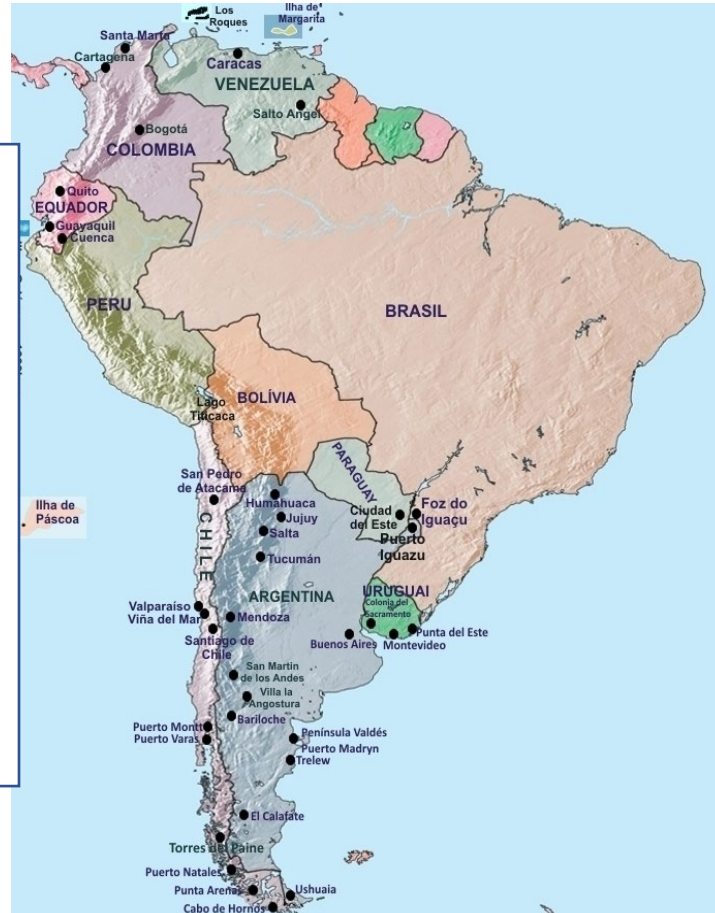 Los
Roques
Ilha de
Margarita
Santa Marta
Cartagena
Caracas
VENEZUELA
Salto Angel
Bogotá
COLOMBIA
Quito
EQUADOR
Guayaquil
Cuenca
PERU
BRASIL
BOLÍVIA
Lago
Titicaca
PARAGUAY
San Pedro
de Atacama
Humahuaca
Jujuy
Ciudad
del Este
Foz do
Iguaçu
Ilha de
Páscoa
CHILE
Salta
Puerto
Iguazu
Tucumán
ARGENTINA
URUGUAI
Colonia del
Sacramento
Valparaíso
Viña del Mar
Mendoza
Santiago de
Chile
Buenos Aires
Montevideo
Punta del Este
San Martin
de los Andes
Villa la
Angostura
Bariloche
Puerto Montt
Puerto Varas
Península Valdés
Puerto Madryn
Trelew
El Calafate
Torres del Paine
Puerto Natales
Punta Arenas
Ushuaia
Cabo de Hornos